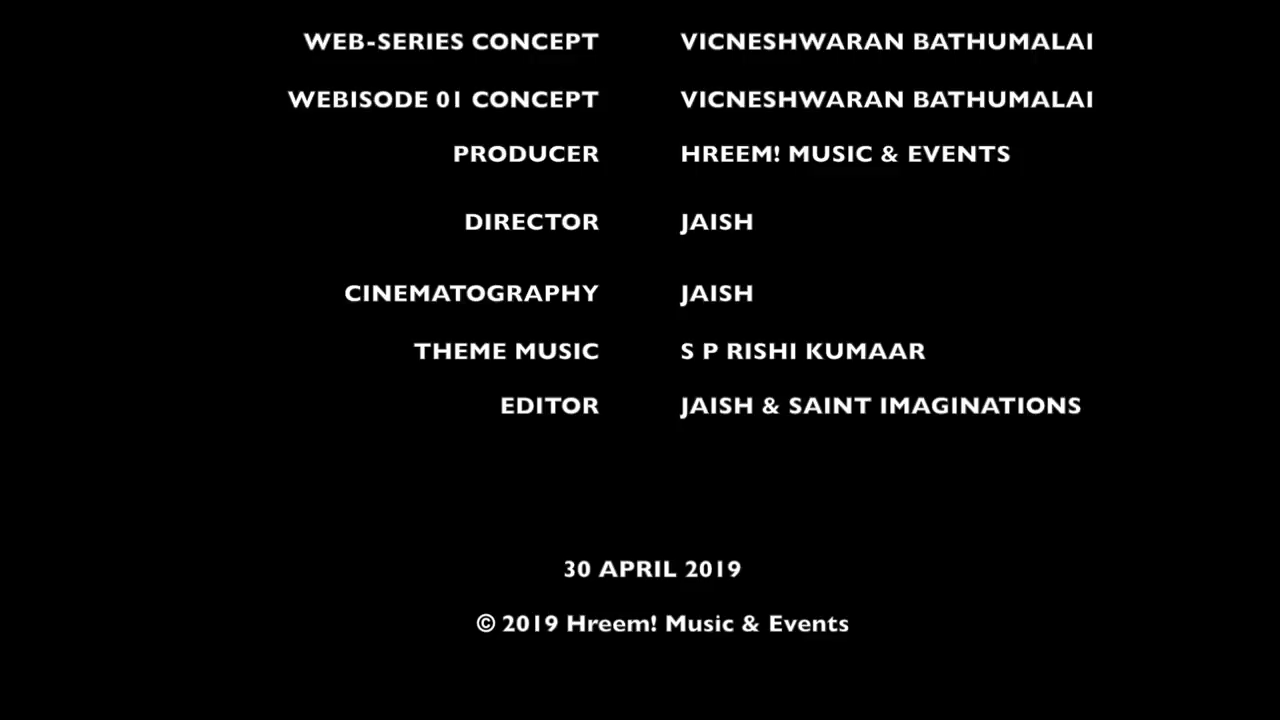 WEB-SERIES CONCEPT VICNESHWARAN BATHUMALAI
WEBISODE 01 CONCEPT VICNESHWARAN BATHUMALAI
PRODUCER HREEM! MUSIC & EVENTS
DIRECTOR JAISH
CINEMATOGRAPHY JAISH
THEME MUSIC S P RISHI KUMAAR
EDITOR JAISH & SAINT IMAGINATIONS
30 APRIL 2019
© 2019 Hreem! Music & Events